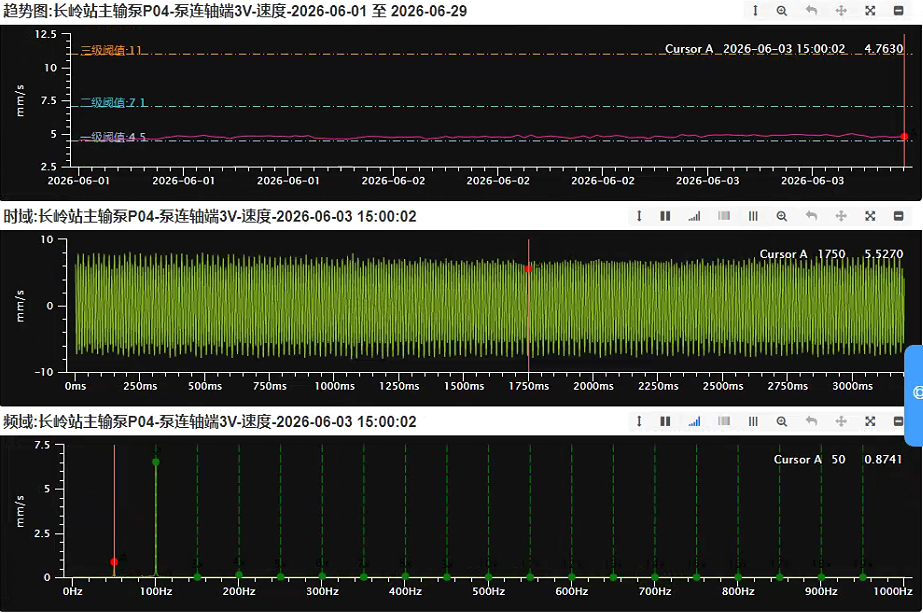 趋势图:长岭站主输泵P04-泵连轴端3V-速度-2026-06-01 至 2026-06-29
12.5
三级阈值:11
Cursor A 2026-06-03 15:00:02 4.7630
10
mm/s
7.5
二级阈值:7.1
5
一级阈值:4.5
2.5
2026-06-01 2026-06-01 2026-06-01 2026-06-02 2026-06-02 2026-06-02 2026-06-03 2026-06-03
时域:长岭站主输泵P04-泵连轴端3V-速度-2026-06-03 15:00:02
10
Cursor A 1750 5.5270
mm/s
0
-10
0ms 250ms 500ms 750ms 1000ms 1250ms 1500ms 1750ms 2000ms 2250ms 2500ms 2750ms 3000ms
频域:长岭站主输泵P04-泵连轴端3V-速度-2026-06-03 15:00:02
7.5
Cursor A 50 0.8741
5
mm/s
2.5
0
0Hz 100Hz 200Hz 300Hz 400Hz 500Hz 600Hz 700Hz 800Hz 900Hz 1000Hz